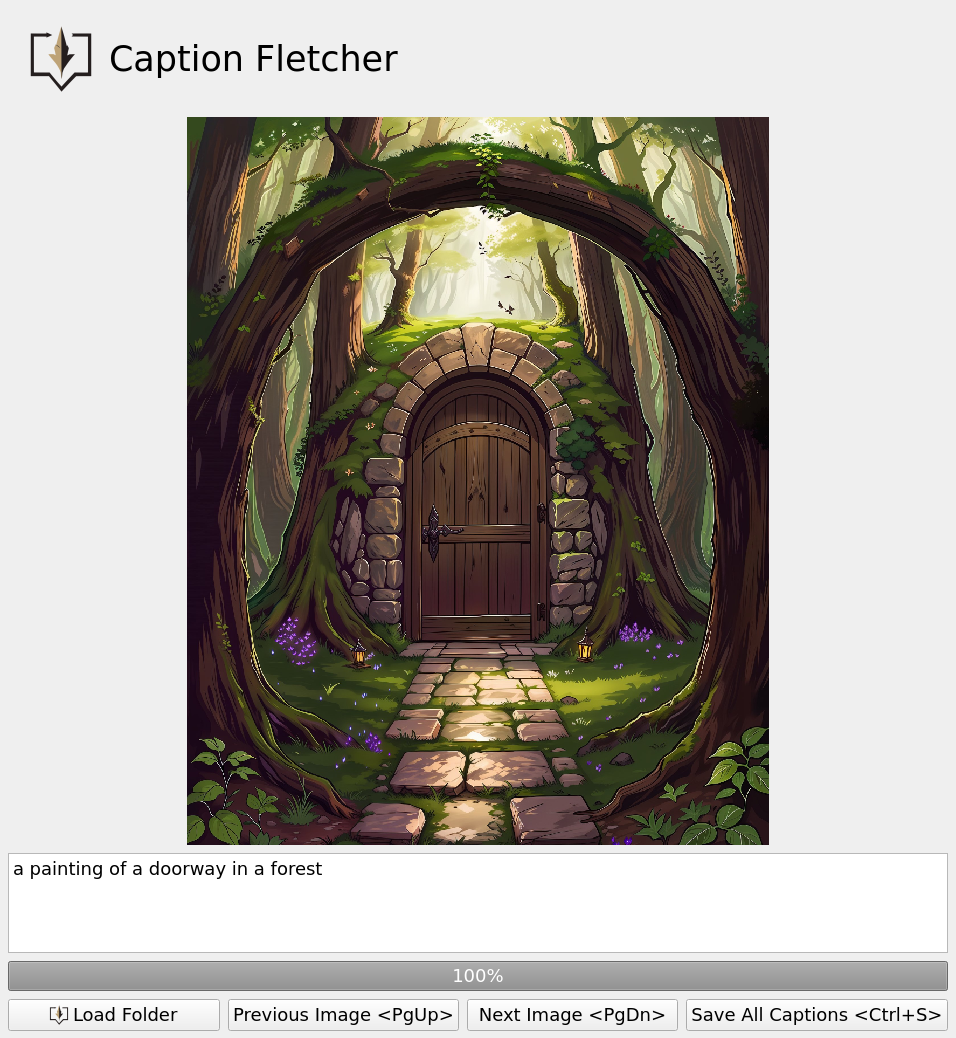 Caption Fletcher
a painting of a doorway in a forest
100%
Load Folder
Previous Image <PgUp>
Next Image <PgDn>
Save All Captions <Ctrl+S>